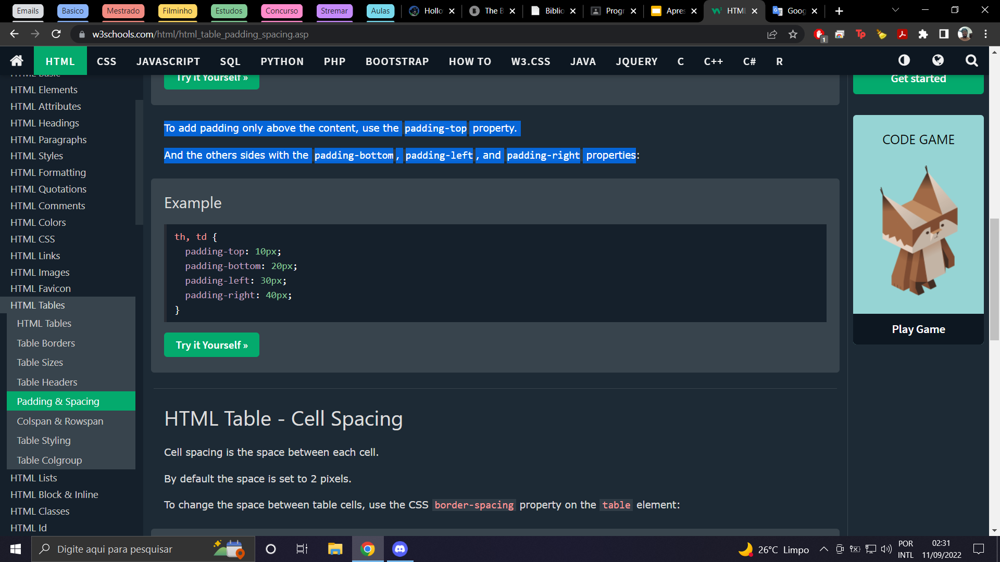 Emails
Basico
Mestrado
Filminho
Estudos
Concurso
Stremar
Aulas
Hollo
The B
Biblio
Progr
Apres
HTML
Goog
w3schools.com/html/html_table_padding_spacing.asp
1
HTML
CSS
JAVASCRIPT
SQL
PYTHON
PHP
BOOTSTRAP
HOW TO
W3.CSS
JAVA
JQUERY
C
C++
C#
R
HTML Basic
HTML Elements
HTML Attributes
HTML Headings
HTML Paragraphs
HTML Styles
HTML Formatting
HTML Quotations
HTML Comments
HTML Colors
HTML CSS
HTML Links
HTML Images
HTML Favicon
HTML Tables
HTML Tables
Table Borders
Table Sizes
Table Headers
Padding & Spacing
Colspan & Rowspan
Table Styling
Table Colgroup
HTML Lists
HTML Block & Inline
HTML Classes
HTML Id
Try it Yourself »
To add padding only above the content, use the padding-top property.
And the others sides with the padding-bottom, padding-left, and padding-right properties:
Example
th, td {
padding-top: 10px;
padding-bottom: 20px;
padding-left: 30px;
padding-right: 40px;
}
Try it Yourself »
HTML Table - Cell Spacing
Cell spacing is the space between each cell.
By default the space is set to 2 pixels.
To change the space between table cells, use the CSS border-spacing property on the table element:
Get started
CODE GAME
Play Game
Digite aqui para pesquisar
26°C Limpo
POR
INTL
02:31
11/09/2022